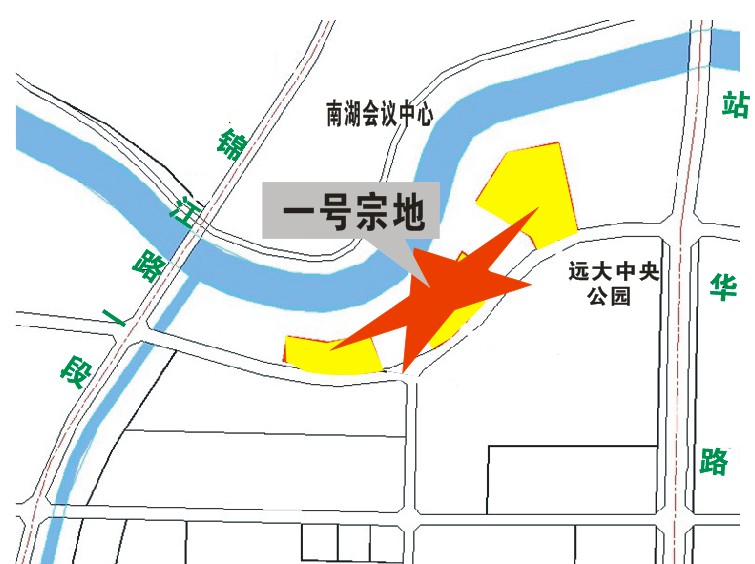 南湖会议中心
锦江路一段
一号宗地
远大中央
公园
站华路